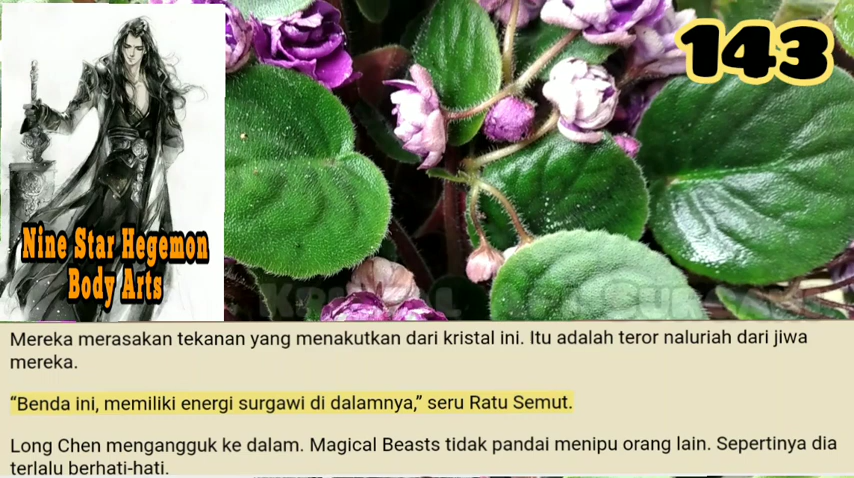 143
Nine Star Hegemon
Body Arts
Mereka merasakan tekanan yang menakutkan dari kristal ini. Itu adalah teror naluriah dari jiwa
mereka.
“Benda ini, memiliki energi surgawi di dalamnya,” seru Ratu Semut.
Long Chen mengangguk ke dalam. Magical Beasts tidak pandai menipu orang lain. Sepertinya dia
terlalu berhati-hati.